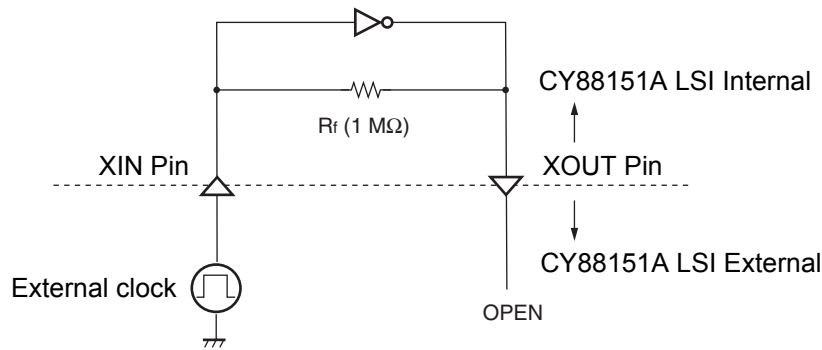 CY88151A LSI Internal
Rf (1 MΩ)
XIN Pin
XOUT Pin
CY88151A LSI External
External clock
OPEN